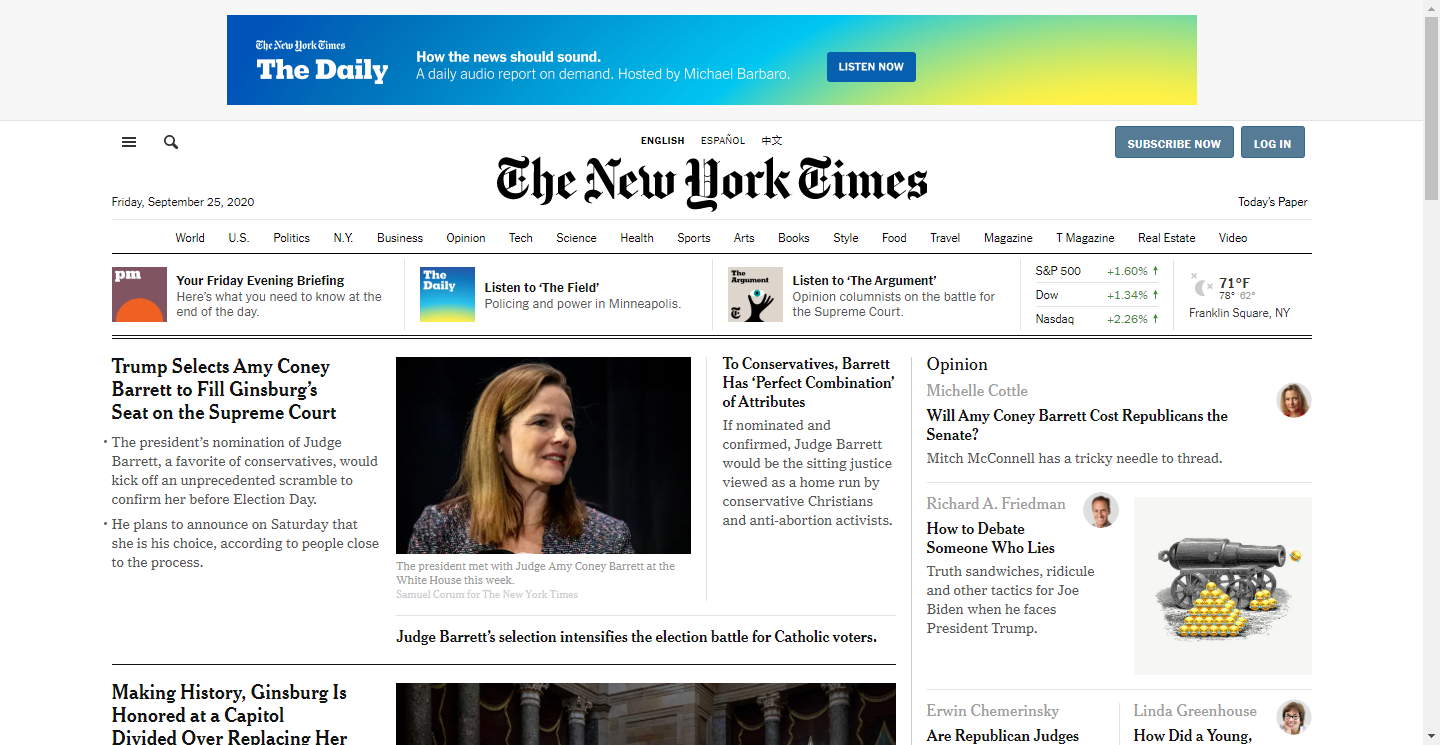 The New York Times
The Daily
How the news should sound.
A daily audio report on demand. Hosted by Michael Barbaro.
LISTEN NOW
ENGLISH ESPAÑOL 中文
SUBSCRIBE NOW LOG IN
The New York Times
Friday, September 25, 2020
Today's Paper
World U.S. Politics N.Y. Business Opinion Tech Science Health Sports Arts Books Style Food Travel Magazine T Magazine Real Estate Video
pm
Your Friday Evening Briefing
Here's what you need to know at the
end of the day.
The
Daily
Listen to ‘The Field’
Policing and power in Minneapolis.
The
Argument
Listen to ‘The Argument’
Opinion columnists on the battle for
the Supreme Court.
S&P 500 +1.60% ↑
Dow +1.34% ↑
Nasdaq +2.26% ↑
71°F
78° 62°
Franklin Square, NY
Trump Selects Amy Coney
Barrett to Fill Ginsburg’s
Seat on the Supreme Court
• The president’s nomination of Judge
Barrett, a favorite of conservatives, would
kick off an unprecedented scramble to
confirm her before Election Day.
• He plans to announce on Saturday that
she is his choice, according to people close
to the process.
The president met with Judge Amy Coney Barrett at the
White House this week.
Samuel Corum for The New York Times
To Conservatives, Barrett
Has ‘Perfect Combination’
of Attributes
If nominated and
confirmed, Judge Barrett
would be the sitting justice
viewed as a home run by
conservative Christians
and anti-abortion activists.
Judge Barrett’s selection intensifies the election battle for Catholic voters.
Making History, Ginsburg Is
Honored at a Capitol
Divided Over Replacing Her
Opinion
Michelle Cottle
Will Amy Coney Barrett Cost Republicans the
Senate?
Mitch McConnell has a tricky needle to thread.
Richard A. Friedman
How to Debate
Someone Who Lies
Truth sandwiches, ridicule
and other tactics for Joe
Biden when he faces
President Trump.
Erwin Chemerinsky
Are Republican Judges
Linda Greenhouse
How Did a Young,